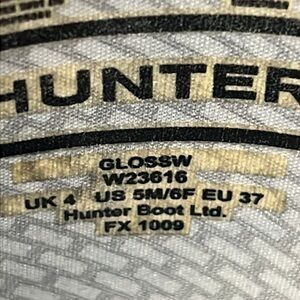 HUNTER
GLOSSW
W23616
UK 4 US 5M/6F EU 37
Hunter Boot Ltd.
FX 1009